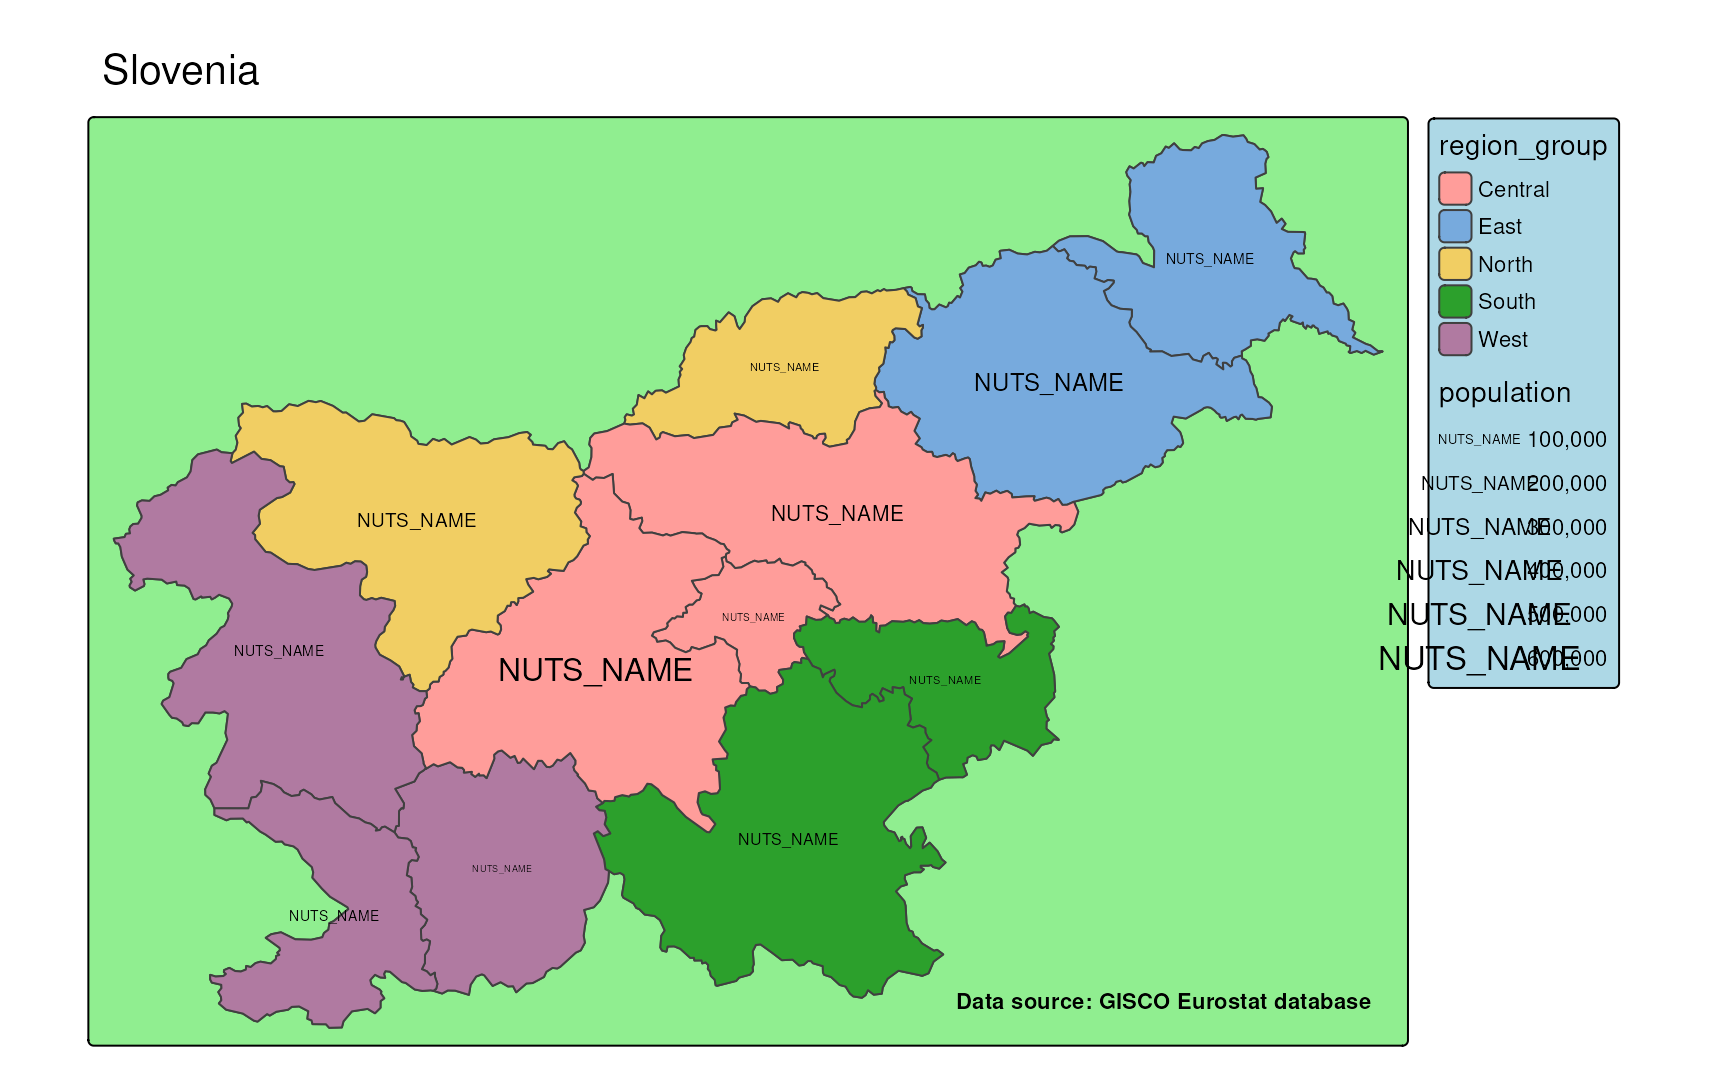 Slovenia
region_group
Central
East
North
South
West
population
NUTS_NAME 100,000
NUTS_NAME 200,000
NUTS_NAME 300,000
NUTS_NAME 400,000
NUTS_NAME 500,000
NUTS_NAME 600,000
NUTS_NAME
NUTS_NAME
NUTS_NAME
NUTS_NAME
NUTS_NAME
NUTS_NAME
NUTS_NAME
NUTS_NAME
NUTS_NAME
NUTS_NAME
NUTS_NAME
NUTS_NAME
Data source: GISCO Eurostat database